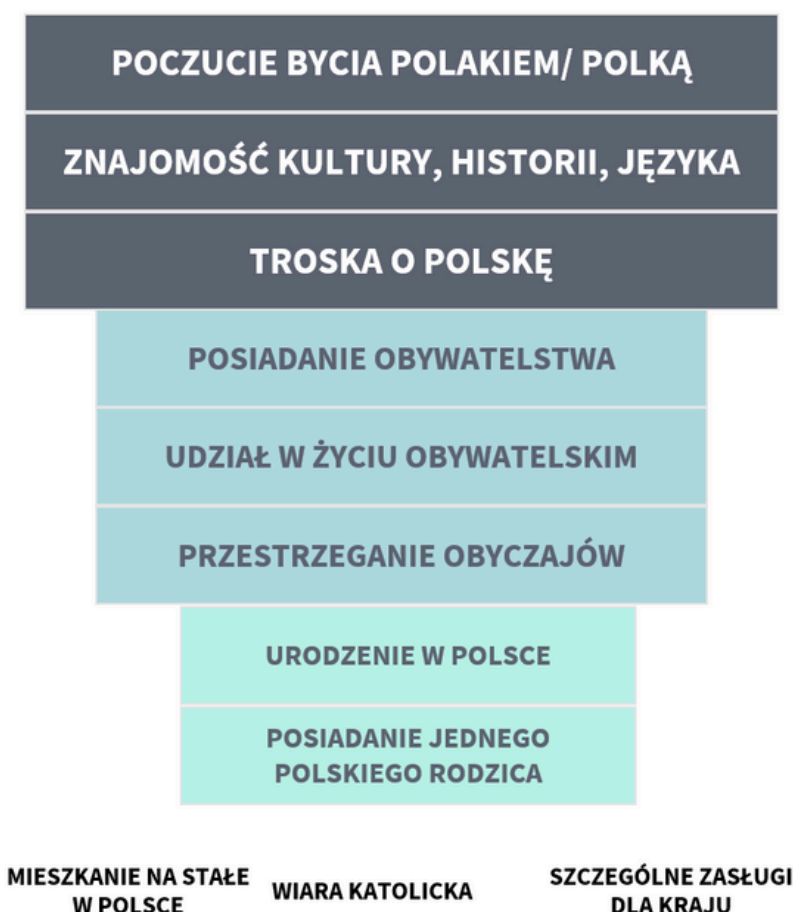 POCZUCIE BYCIA POLAKIEM/ POLKĄ
ZNAJOMOŚĆ KULTURY, HISTORII, JĘZYKA
TROSKA O POLSKĘ
POSIADANIE OBYWATELSTWA
UDZIAŁ W ŻYCIU OBYWATELSKIM
PRZESTRZEGANIE OBYCZAJÓW
URODZENIE W POLSCE
POSIADANIE JEDNEGO
POLSKIEGO RODZICA
MIESZKANIE NA STAŁE
W POLSCE
WIARA KATOLICKA
SZCZEGÓLNE ZASŁUGI
DLA KRAJU